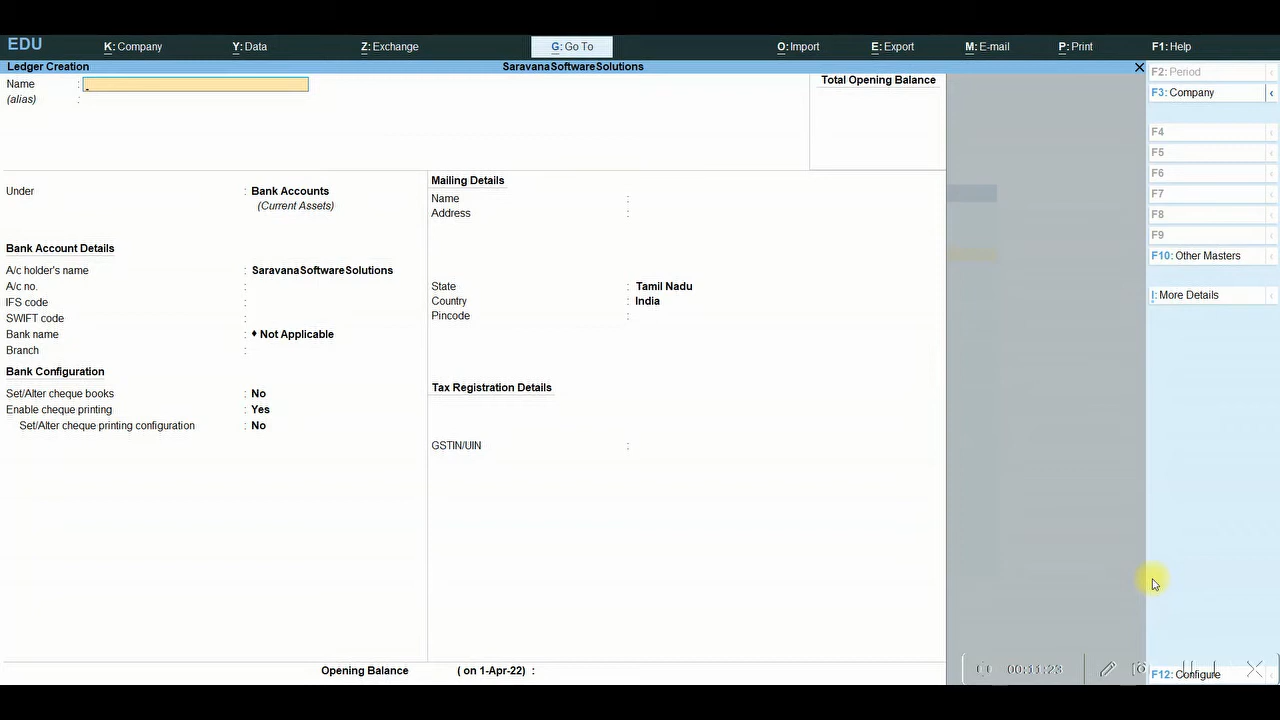 EDU K: Company Y: Data Z: Exchange G: Go To O: Import E: Export M: E-mail P: Print F1: Help
Ledger Creation SaravanaSoftwareSolutions
Name :
(alias) :
Total Opening Balance
Under : Bank Accounts
(Current Assets)
Bank Account Details
A/c holder's name : SaravanaSoftwareSolutions
A/c no. :
IFS code :
SWIFT code :
Bank name : ♦ Not Applicable
Branch :
Bank Configuration
Set/Alter cheque books : No
Enable cheque printing : Yes
Set/Alter cheque printing configuration : No
Mailing Details
Name :
Address :
State : Tamil Nadu
Country : India
Pincode :
Tax Registration Details
GSTIN/UIN :
Opening Balance ( on 1-Apr-22) :
F2: Period
F3: Company
F4
F5
F6
F7
F8
F9
F10: Other Masters
I: More Details
F12: Configure
00:11:23